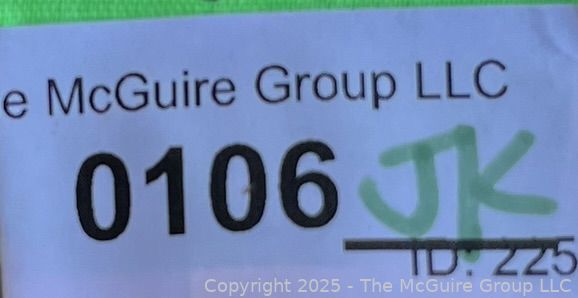 e McGuire Group LLC
0106 JK
ID: 225
Copyright 2025 - The McGuire Group LLC